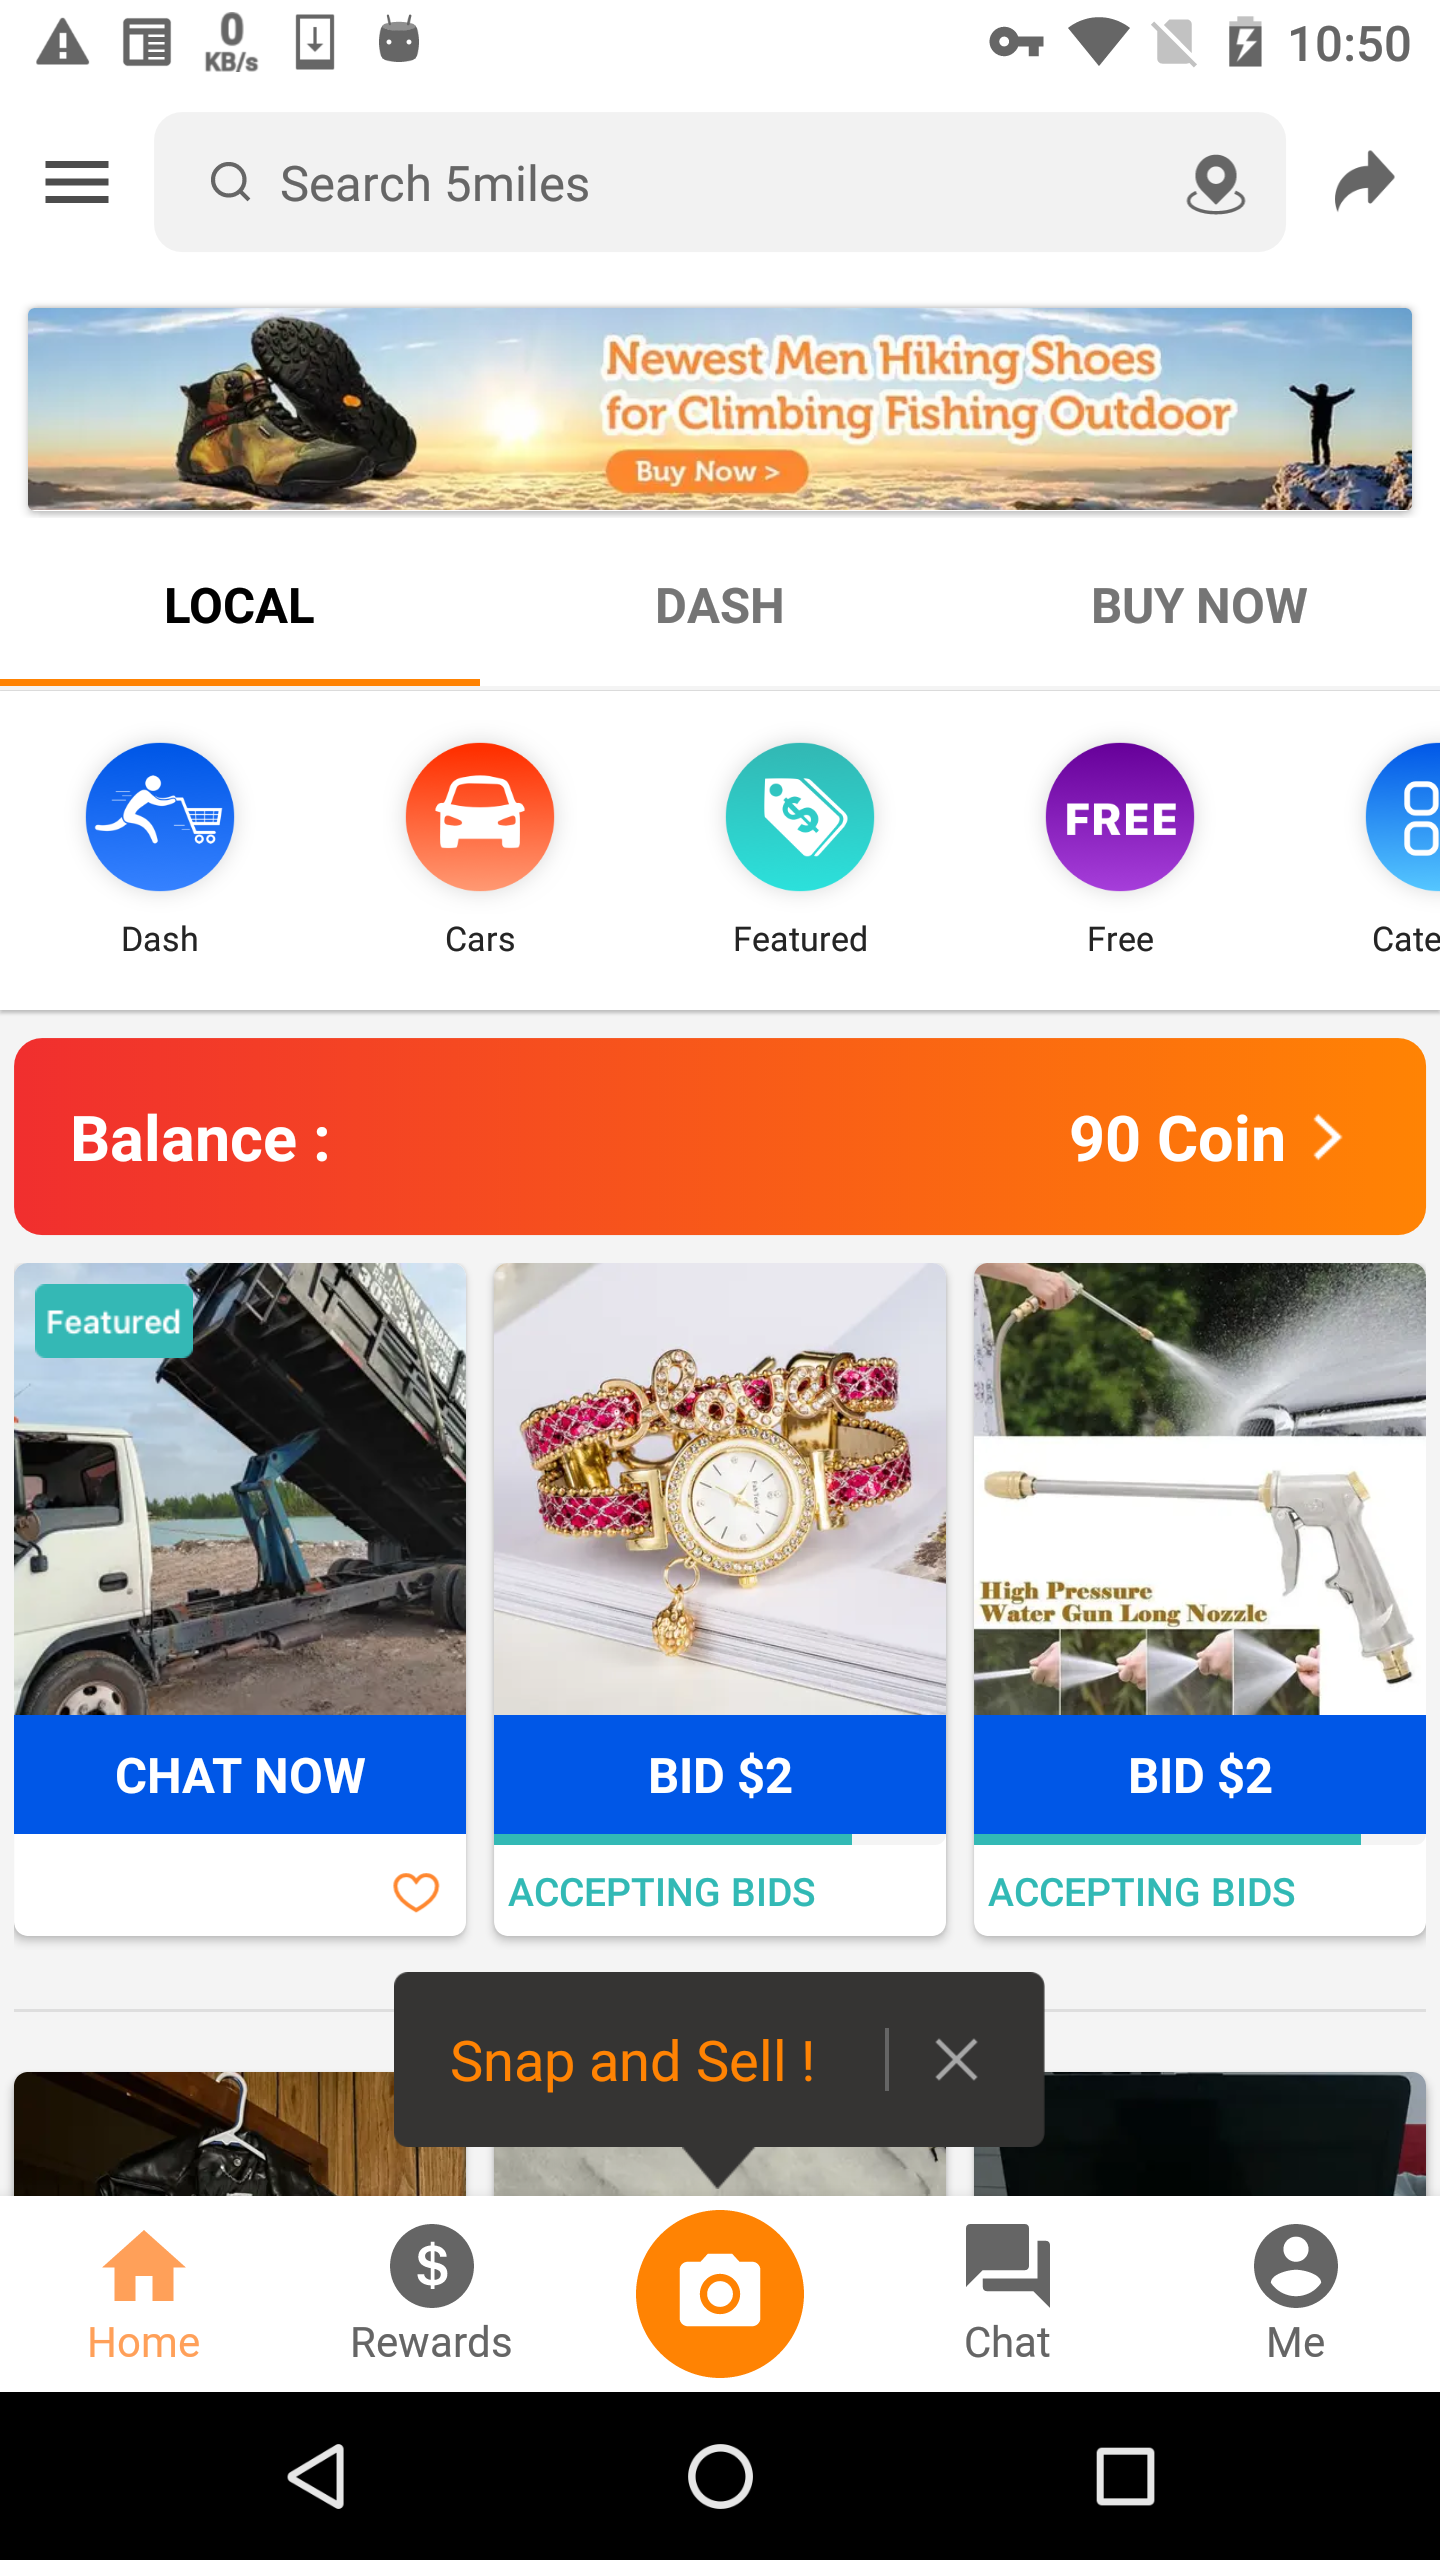 0
KB/s
10:50
Search 5miles
Newest Men Hiking Shoes
for Climbing Fishing Outdoor
Buy Now >
LOCAL
DASH
BUY NOW
FREE
Dash
Cars
Featured
Free
Cate
Balance :
90 Coin
Featured
love
High Pressure
Water Gun Long Nozzle
CHAT NOW
BID $2
BID $2
ACCEPTING BIDS
ACCEPTING BIDS
Snap and Sell !
Home
Rewards
Chat
Me